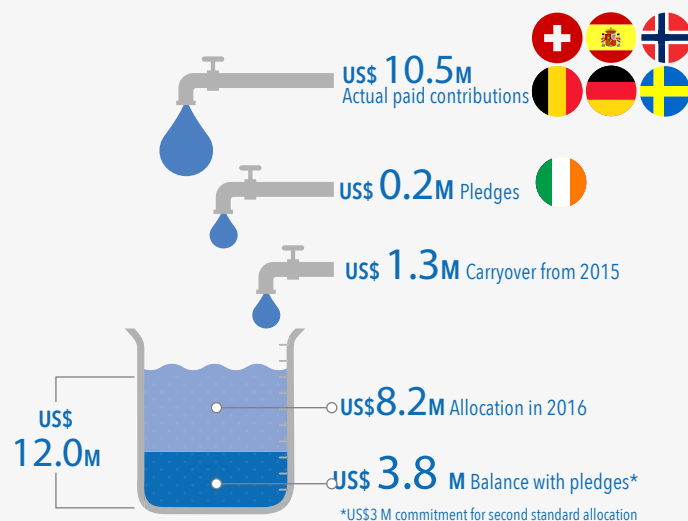 US$ 10.5M
Actual paid contributions
US$ 0.2M Pledges
US$ 1.3M Carryover from 2015
US$
12.0M
US$8.2M Allocation in 2016
US$ 3.8 M Balance with pledges*
*US$3 M commitment for second standard allocation